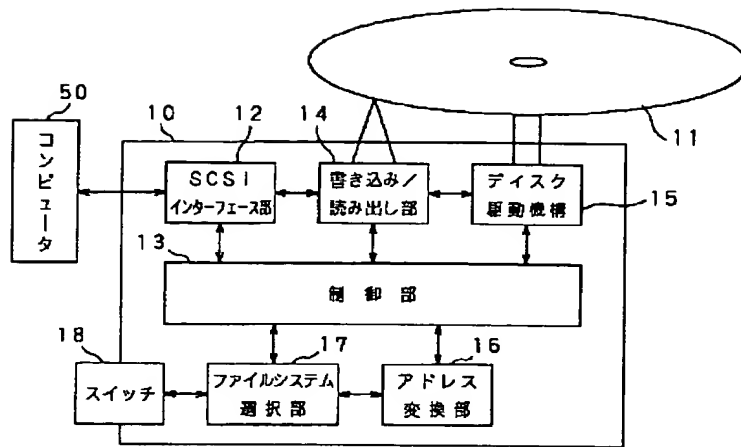 50
コンピュータ
10
12
SCSI
インターフェース部
14
書き込み/
読み出し部
11
ディスク
駆動機構
15
13
制御部
18
スイッチ
17
ファイルシステム
選択部
16
アドレス
変換部